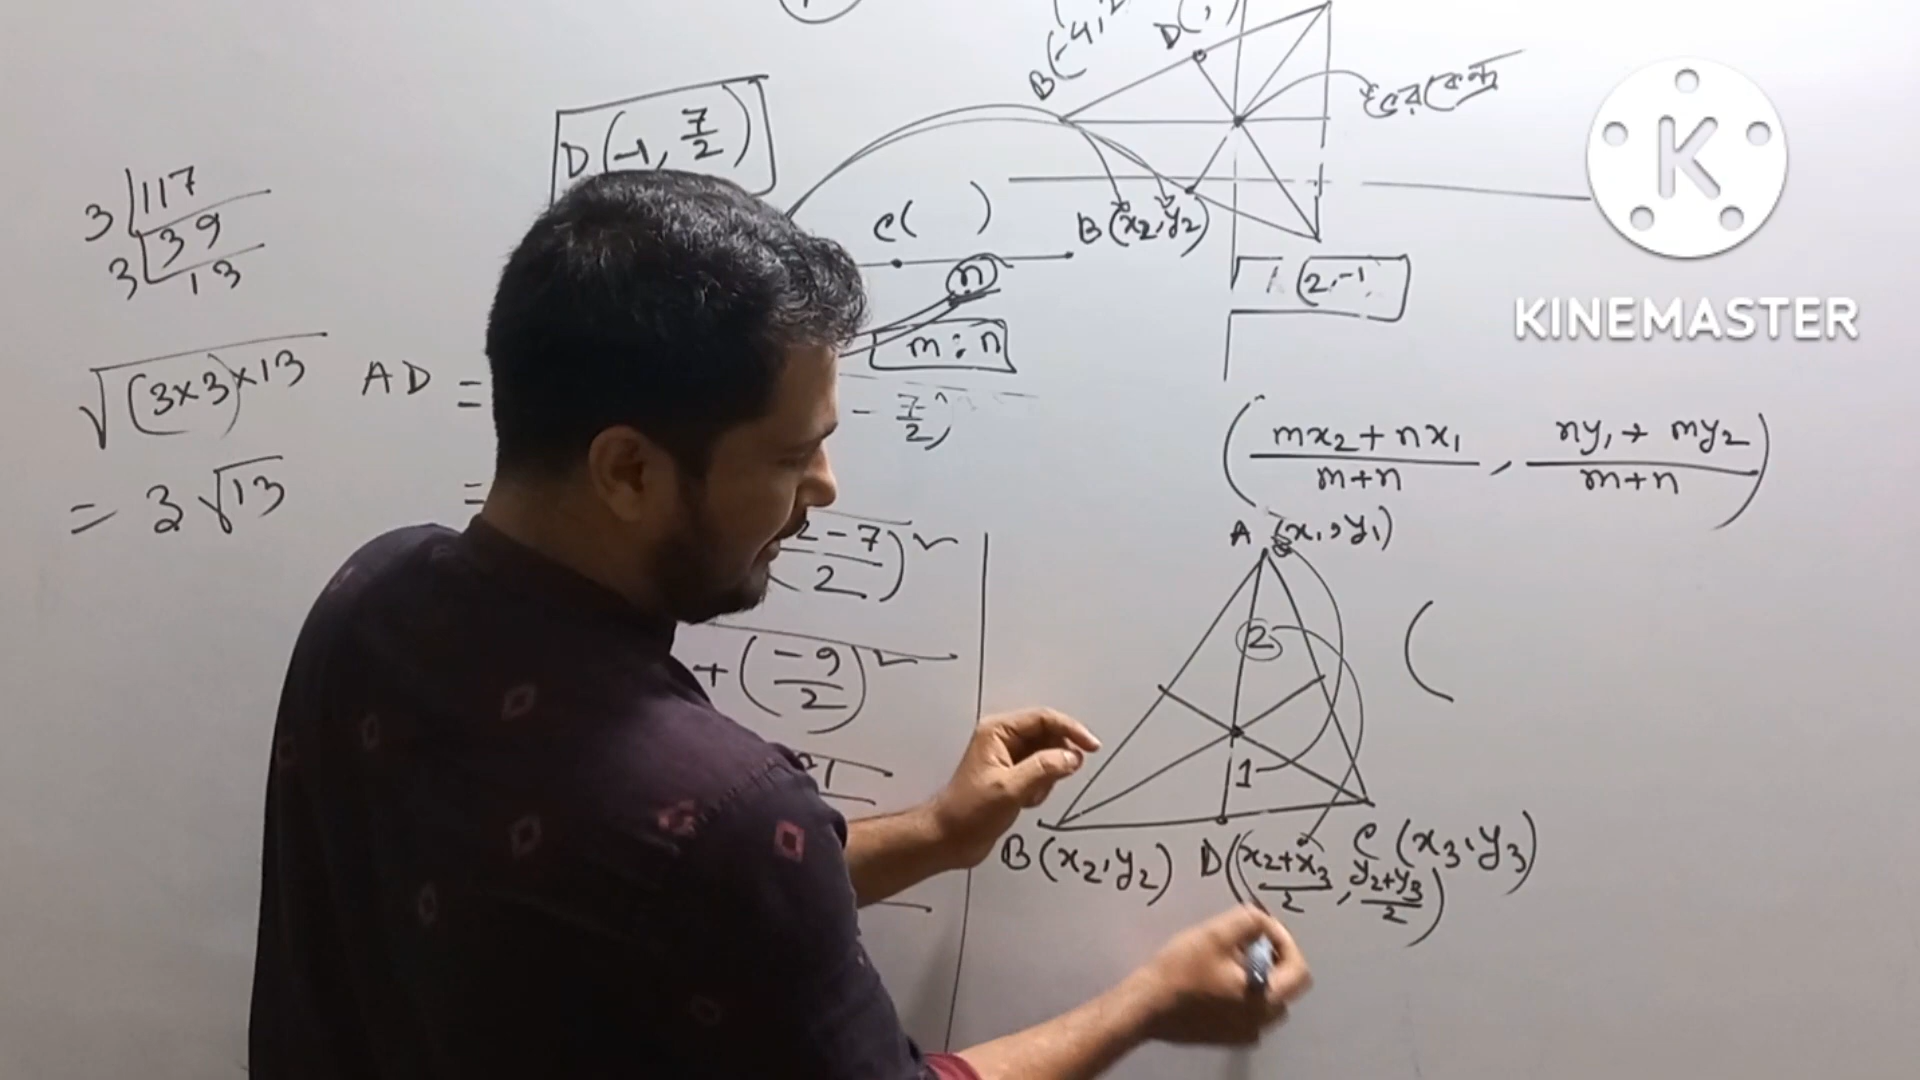 B(-4,
D(,)
ভরকেন্দ্র
D(-1, 7/2)
3 |117
3 |39
13
C( )
B(x₂,y₂)
n
(2,-1
m:n
√(3×3)×13
AD =
- 7/2)
= 3√13
=
(mx₂+nx₁/m+n, ny₁+my₂/m+n)
A (x₁,y₁)
2-7/2)
2
(
+(-9/2)
1
B(x₂,y₂) D(x₂+x₃/2, y₂+y₃/2) C(x₃,y₃)
K
KINEMASTER